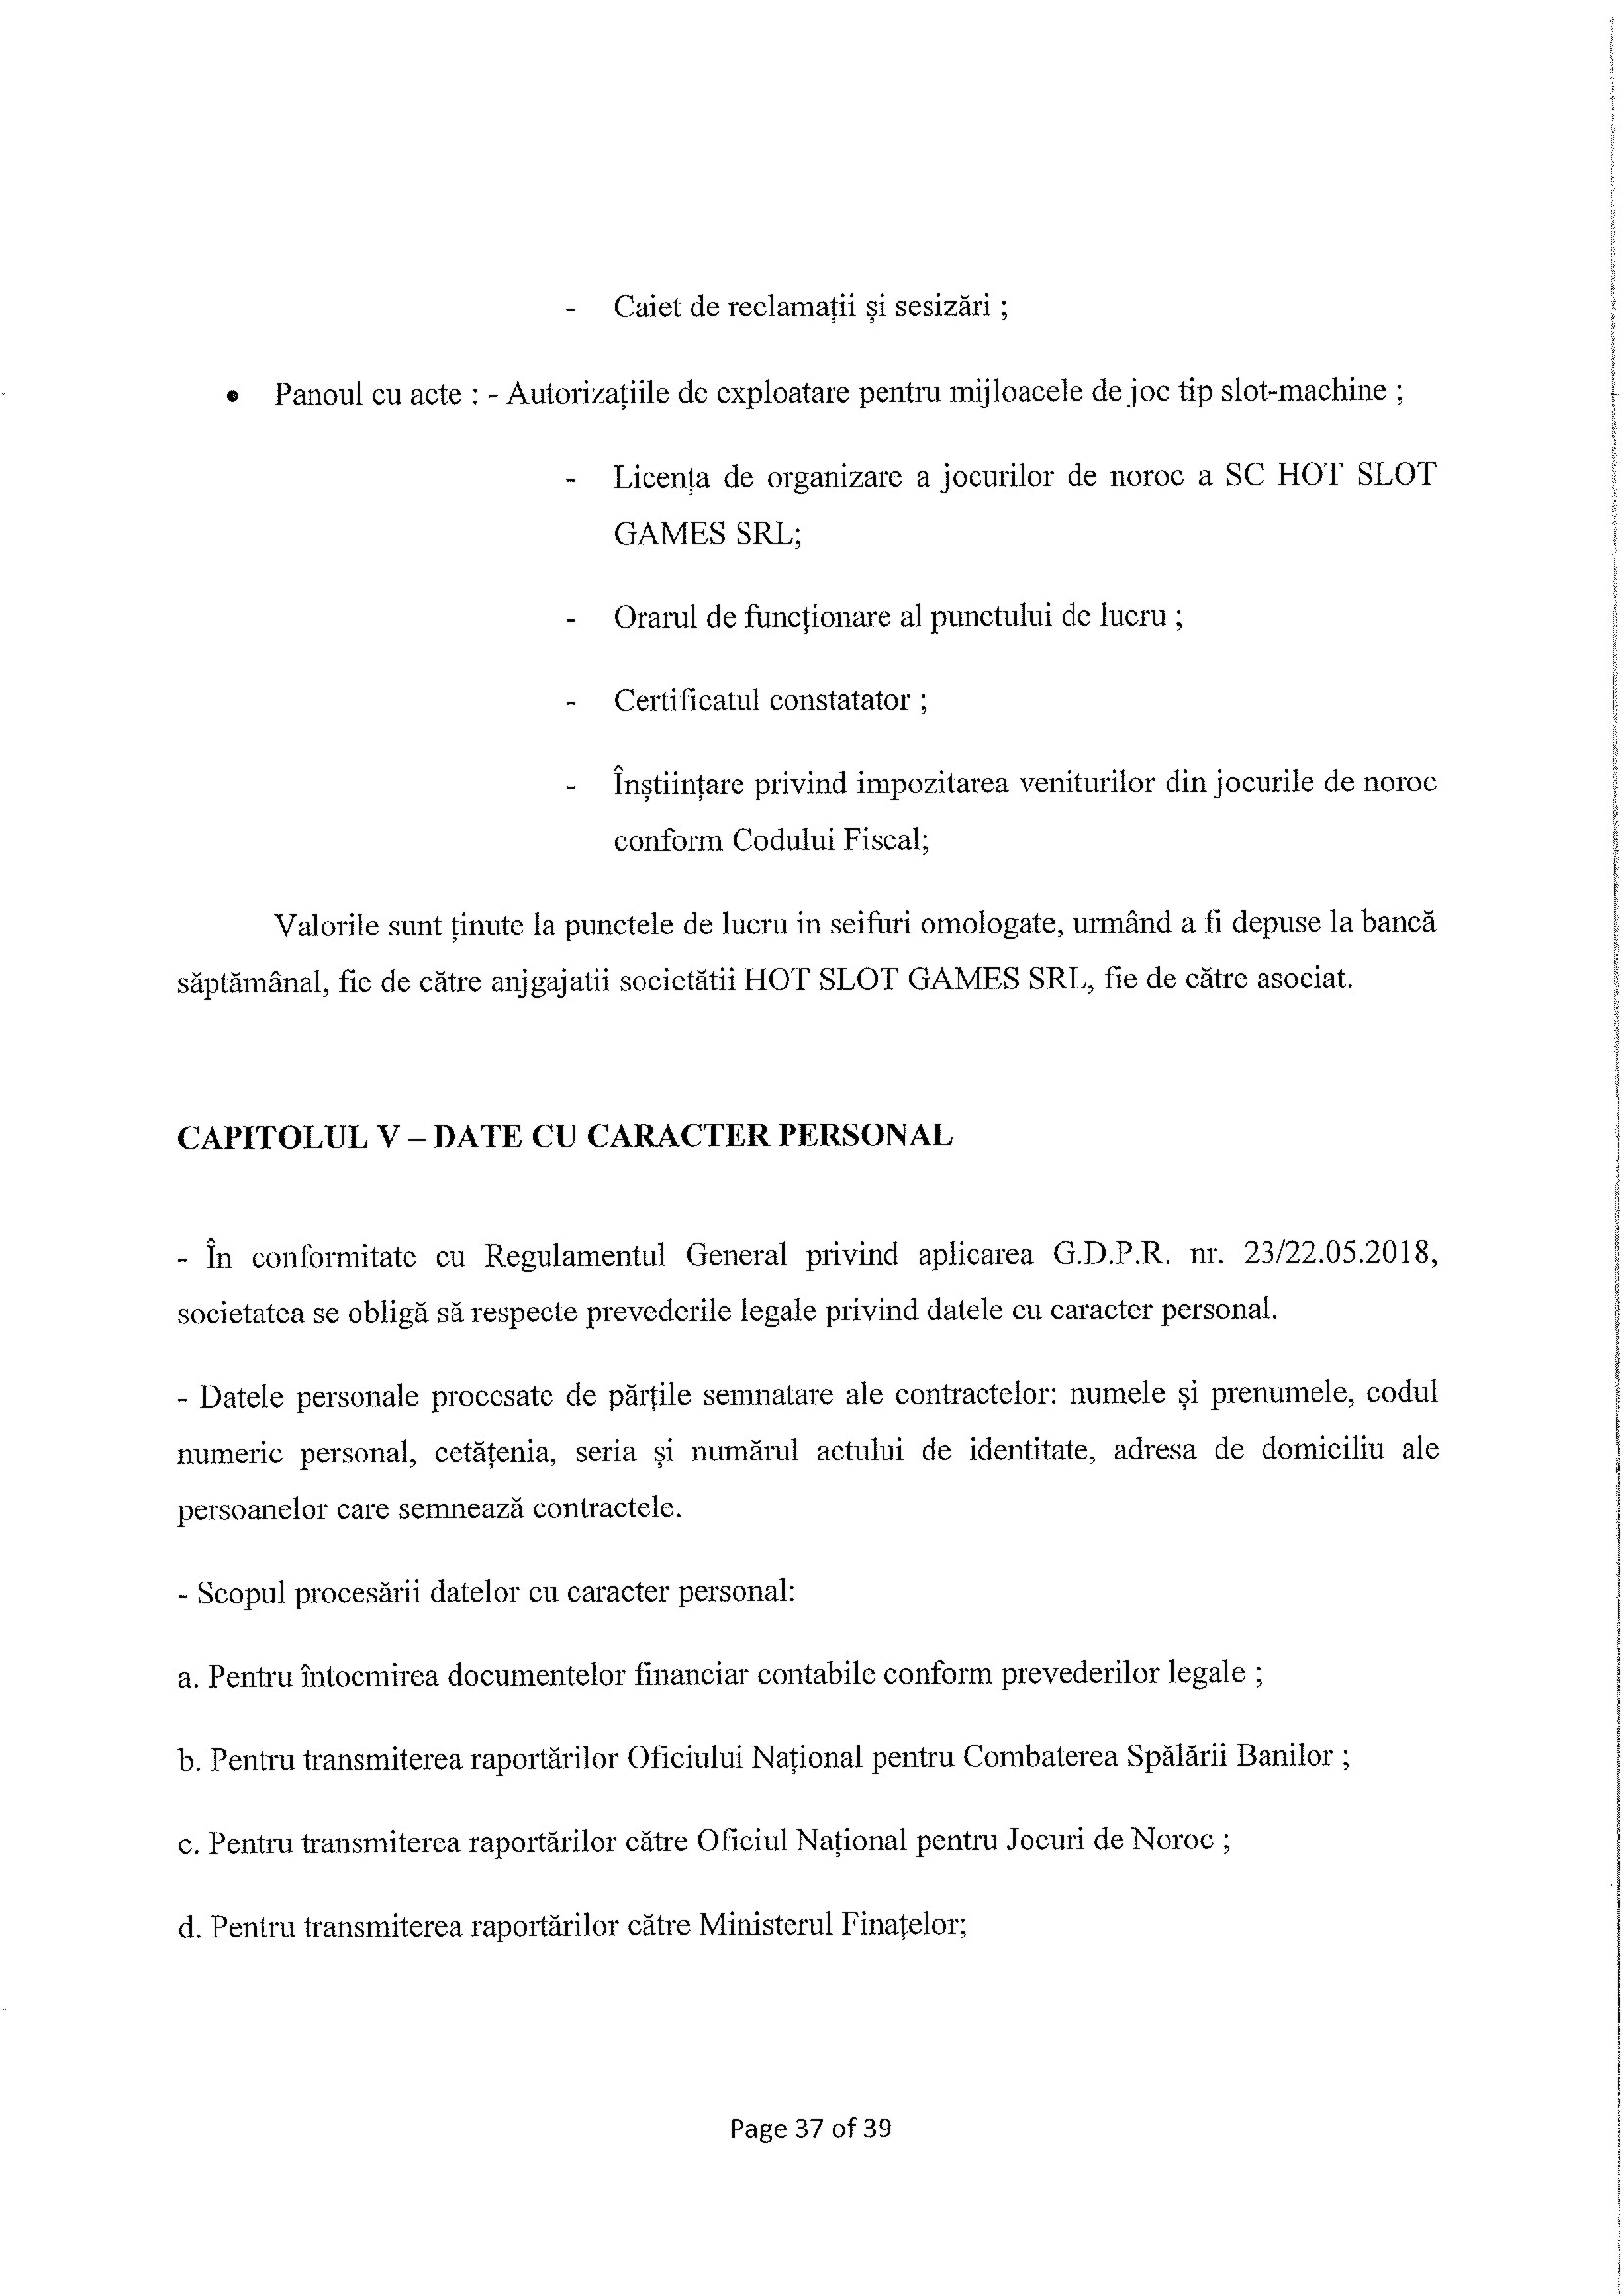 - Caiet de reclamații și sesizări ;
• Panoul cu acte : - Autorizațiile de exploatare pentru mijloacele de joc tip slot-machine ;
- Licența de organizare a jocurilor de noroc a SC HOT SLOT
GAMES SRL;
- Orarul de funcționare al punctului de lucru ;
- Certificatul constatator ;
- Înștiințare privind impozitarea veniturilor din jocurile de noroc
conform Codului Fiscal;
Valorile sunt ținute la punctele de lucru in seifuri omologate, urmând a fi depuse la bancă
săptămânal, fie de către anjgajatii societătii HOT SLOT GAMES SRL, fie de către asociat.
CAPITOLUL V – DATE CU CARACTER PERSONAL
- În conformitate cu Regulamentul General privind aplicarea G.D.P.R. nr. 23/22.05.2018,
societatea se obligă să respecte prevederile legale privind datele cu caracter personal.
- Datele personale procesate de părțile semnatare ale contractelor: numele și prenumele, codul
numeric personal, cetățenia, seria și numărul actului de identitate, adresa de domiciliu ale
persoanelor care semnează contractele.
- Scopul procesării datelor cu caracter personal:
a. Pentru întocmirea documentelor financiar contabile conform prevederilor legale ;
b. Pentru transmiterea raportărilor Oficiului Național pentru Combaterea Spălării Banilor ;
c. Pentru transmiterea raportărilor către Oficiul Național pentru Jocuri de Noroc ;
d. Pentru transmiterea raportărilor către Ministerul Finațelor;
Page 37 of 39